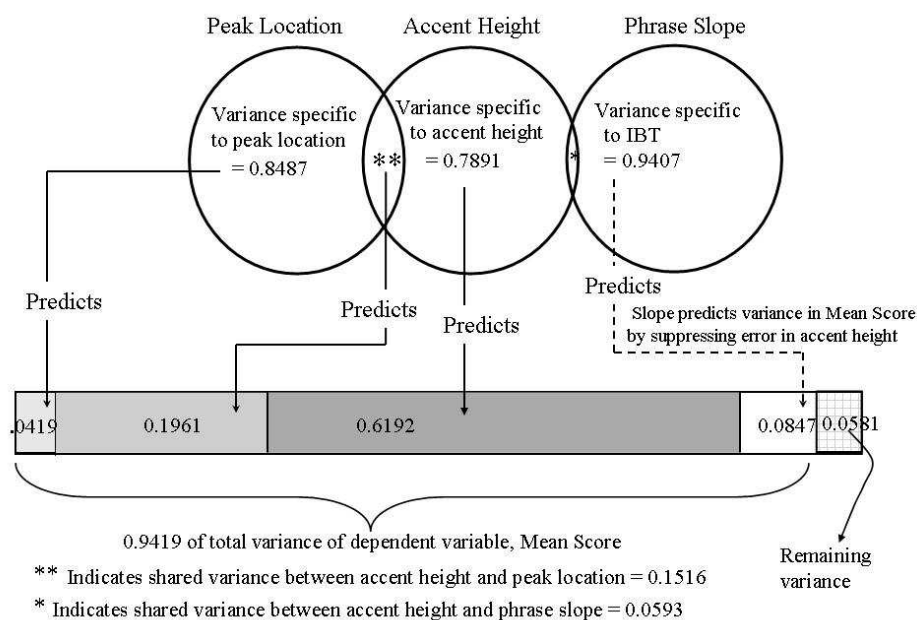 Peak Location Accent Height Phrase Slope
Variance specific
to peak location
= 0.8487
**
Variance specific
to accent height
= 0.7891
*
Variance specific
to IBT
= 0.9407
Predicts
Predicts
Predicts
Predicts
Slope predicts variance in Mean Score
by suppressing error in accent height
.0419 0.1961 0.6192 0.0847 0.0581
0.9419 of total variance of dependent variable, Mean Score
** Indicates shared variance between accent height and peak location = 0.1516
* Indicates shared variance between accent height and phrase slope = 0.0593
Remaining
variance